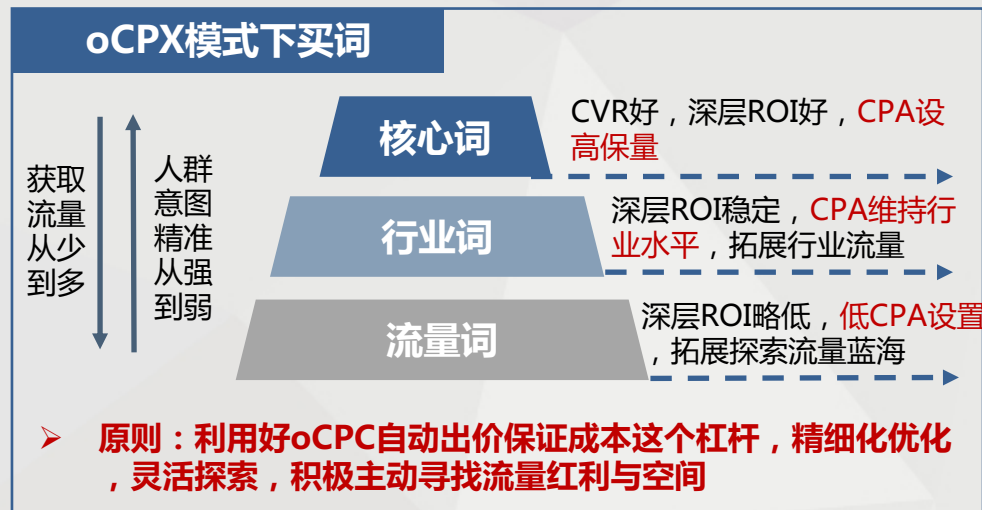 oCPX模式下买词
获取
流量
从少
到多
人群
意图
精准
从强
到弱
核心词
CVR好，深层ROI好，CPA设
高保量
行业词
深层ROI稳定，CPA维持行
业水平，拓展行业流量
流量词
深层ROI略低，低CPA设置
，拓展探索流量蓝海
➢ 原则：利用好oCPC自动出价保证成本这个杠杆，精细化优化
，灵活探索，积极主动寻找流量红利与空间